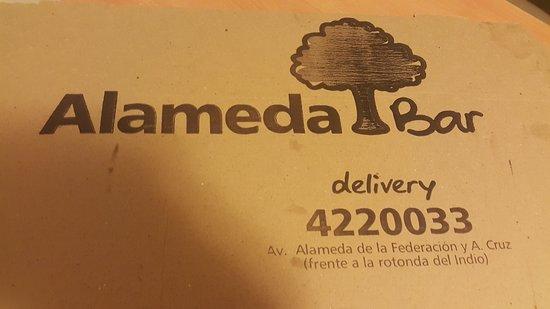 Alameda Bar
delivery
4220033
Av. Alameda de la Federación y A. Cruz
(frente a la rotonda del Indio)